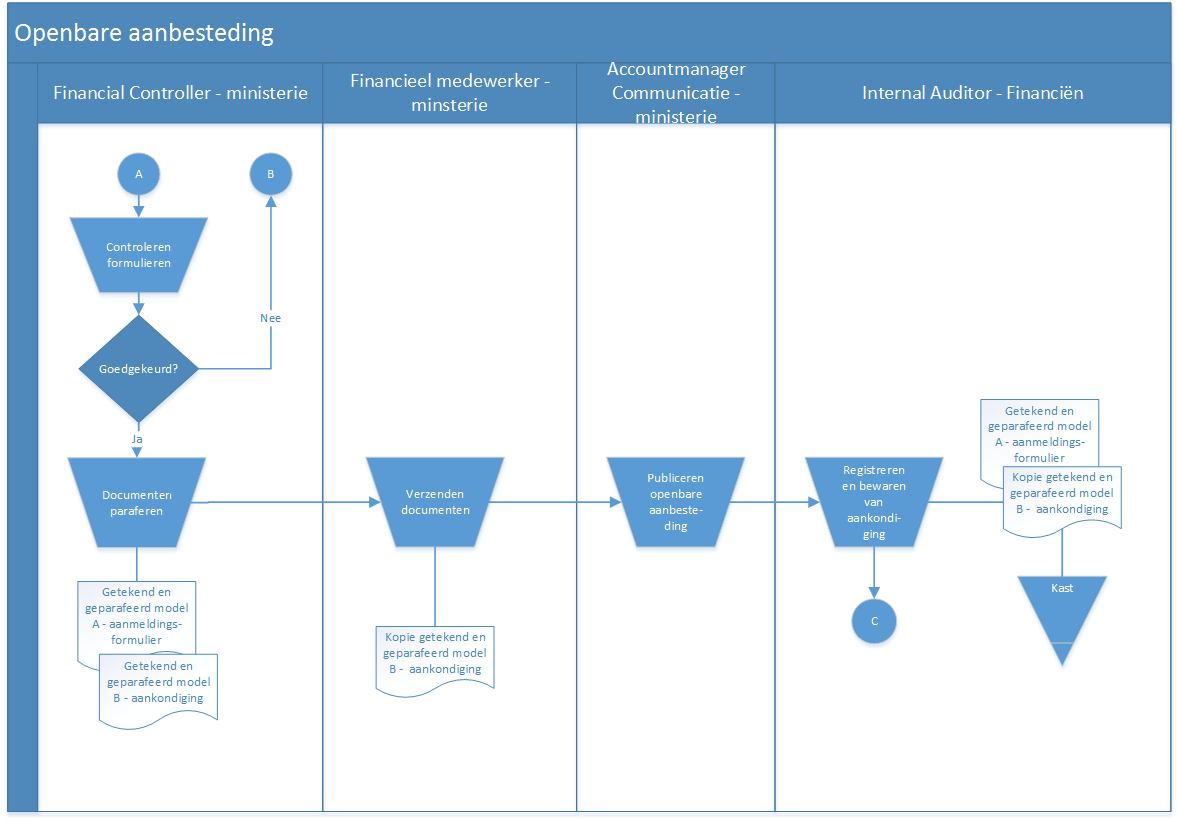 Openbare aanbesteding
Financial Controller - ministerie
Financieel medewerker -
minsterie
Accountmanager
Communicatie -
ministerie
Internal Auditor - Financiën
A
B
Controleren
formulieren
Nee
Goedgekeurd?
Ja
Documenten
paraferen
Getekend en
geparafeerd model
A - aanmeldings-
formulier
Getekend en
geparafeerd model
B - aankondiging
Verzenden
documenten
Kopie getekend en
geparafeerd model
B - aankondiging
Publiceren
openbare
aanbeste-
ding
Registreren
en bewaren
van
aankondi-
ging
C
Getekend en
geparafeerd model
A - aanmeldings-
formulier
Kopie getekend en
geparafeerd model
B - aankondiging
Kast